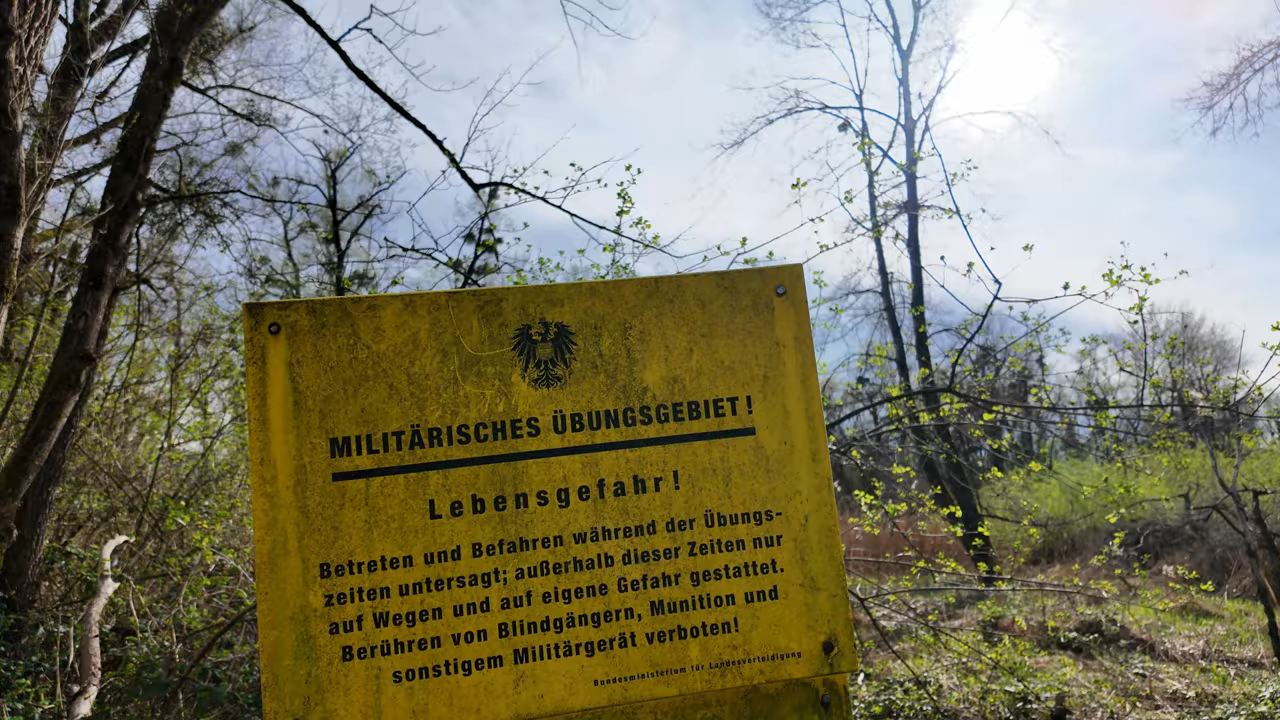 MILITÄRISCHES ÜBUNGSGEBIET!
Lebensgefahr!
Betreten und Befahren während der Übungs-
zeiten untersagt; außerhalb dieser Zeiten nur
auf Wegen und auf eigene Gefahr gestattet.
Berühren von Blindgängern, Munition und
sonstigem Militärgerät verboten!
Bundesministerium für Landesverteidigung